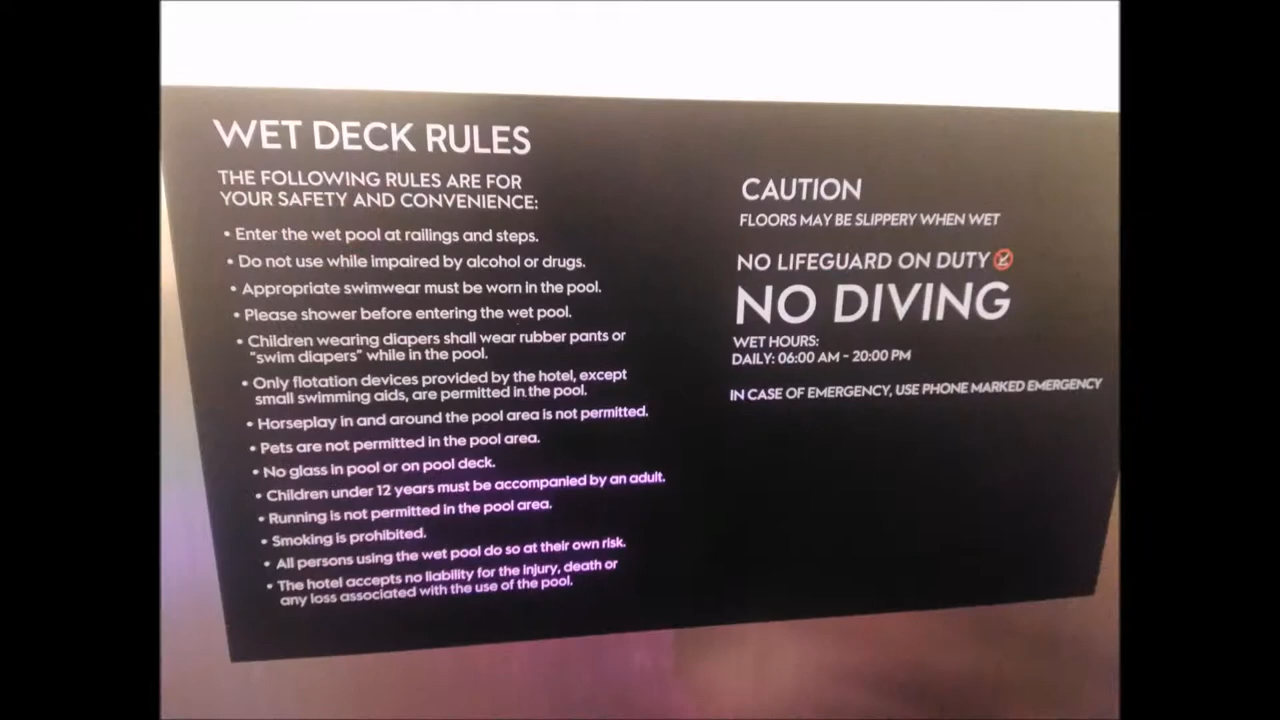 WET DECK RULES
THE FOLLOWING RULES ARE FOR
YOUR SAFETY AND CONVENIENCE:
• Enter the wet pool at railings and steps.
• Do not use while impaired by alcohol or drugs.
• Appropriate swimwear must be worn in the pool.
• Please shower before entering the wet pool.
• Children wearing diapers shall wear rubber pants or
"swim diapers" while in the pool.
• Only flotation devices provided by the hotel, except
small swimming aids, are permitted in the pool.
• Horseplay in and around the pool area is not permitted.
• Pets are not permitted in the pool area.
• No glass in pool or on pool deck.
• Children under 12 years must be accompanied by an adult.
• Running is not permitted in the pool area.
• Smoking is prohibited.
• All persons using the wet pool do so at their own risk.
• The hotel accepts no liability for the injury, death or
any loss associated with the use of the pool.
CAUTION
FLOORS MAY BE SLIPPERY WHEN WET
NO LIFEGUARD ON DUTY
NO DIVING
WET HOURS:
DAILY: 06:00 AM - 20:00 PM
IN CASE OF EMERGENCY, USE PHONE MARKED EMERGENCY